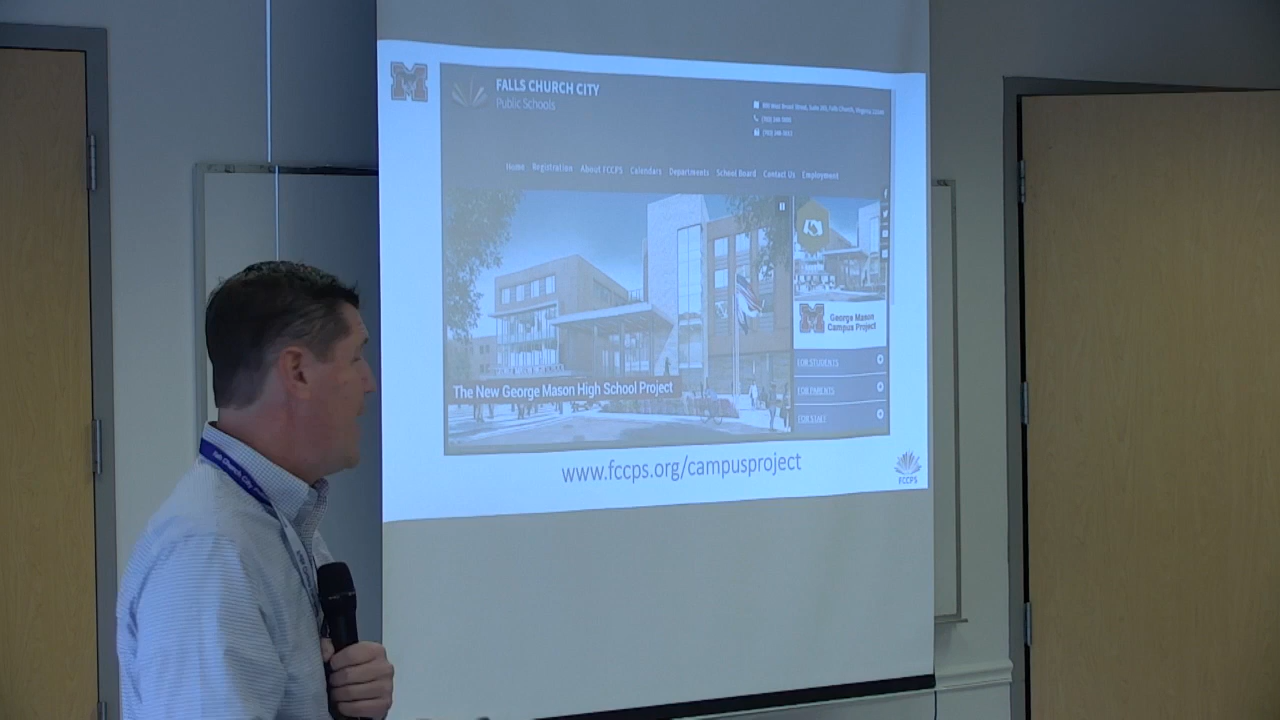 M
FALLS CHURCH CITY
Public Schools
Home Registration About FCCPS Calendars Departments School Board Contact Us Employment
M
George Mason
Campus Project
FOR STUDENTS
FOR PARENTS
FOR STAFF
The New George Mason High School Project
www.fccps.org/campusproject
FCCPS
Church City